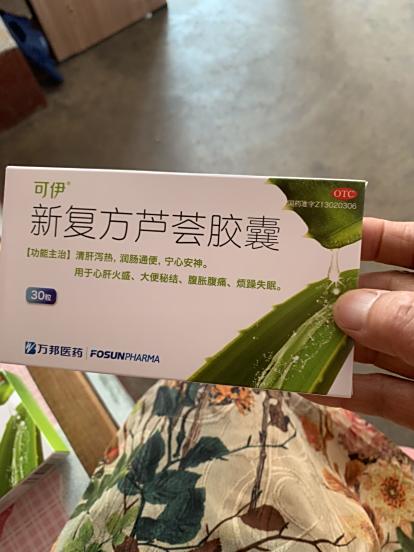 OTC
国药准字Z13020306
可伊®
新复方芦荟胶囊
【功能主治】清肝泻热,润肠通便,宁心安神。
用于心肝火盛、大便秘结、腹胀腹痛、烦躁失眠。
30粒
万邦医药 | FOSUNPHARMA